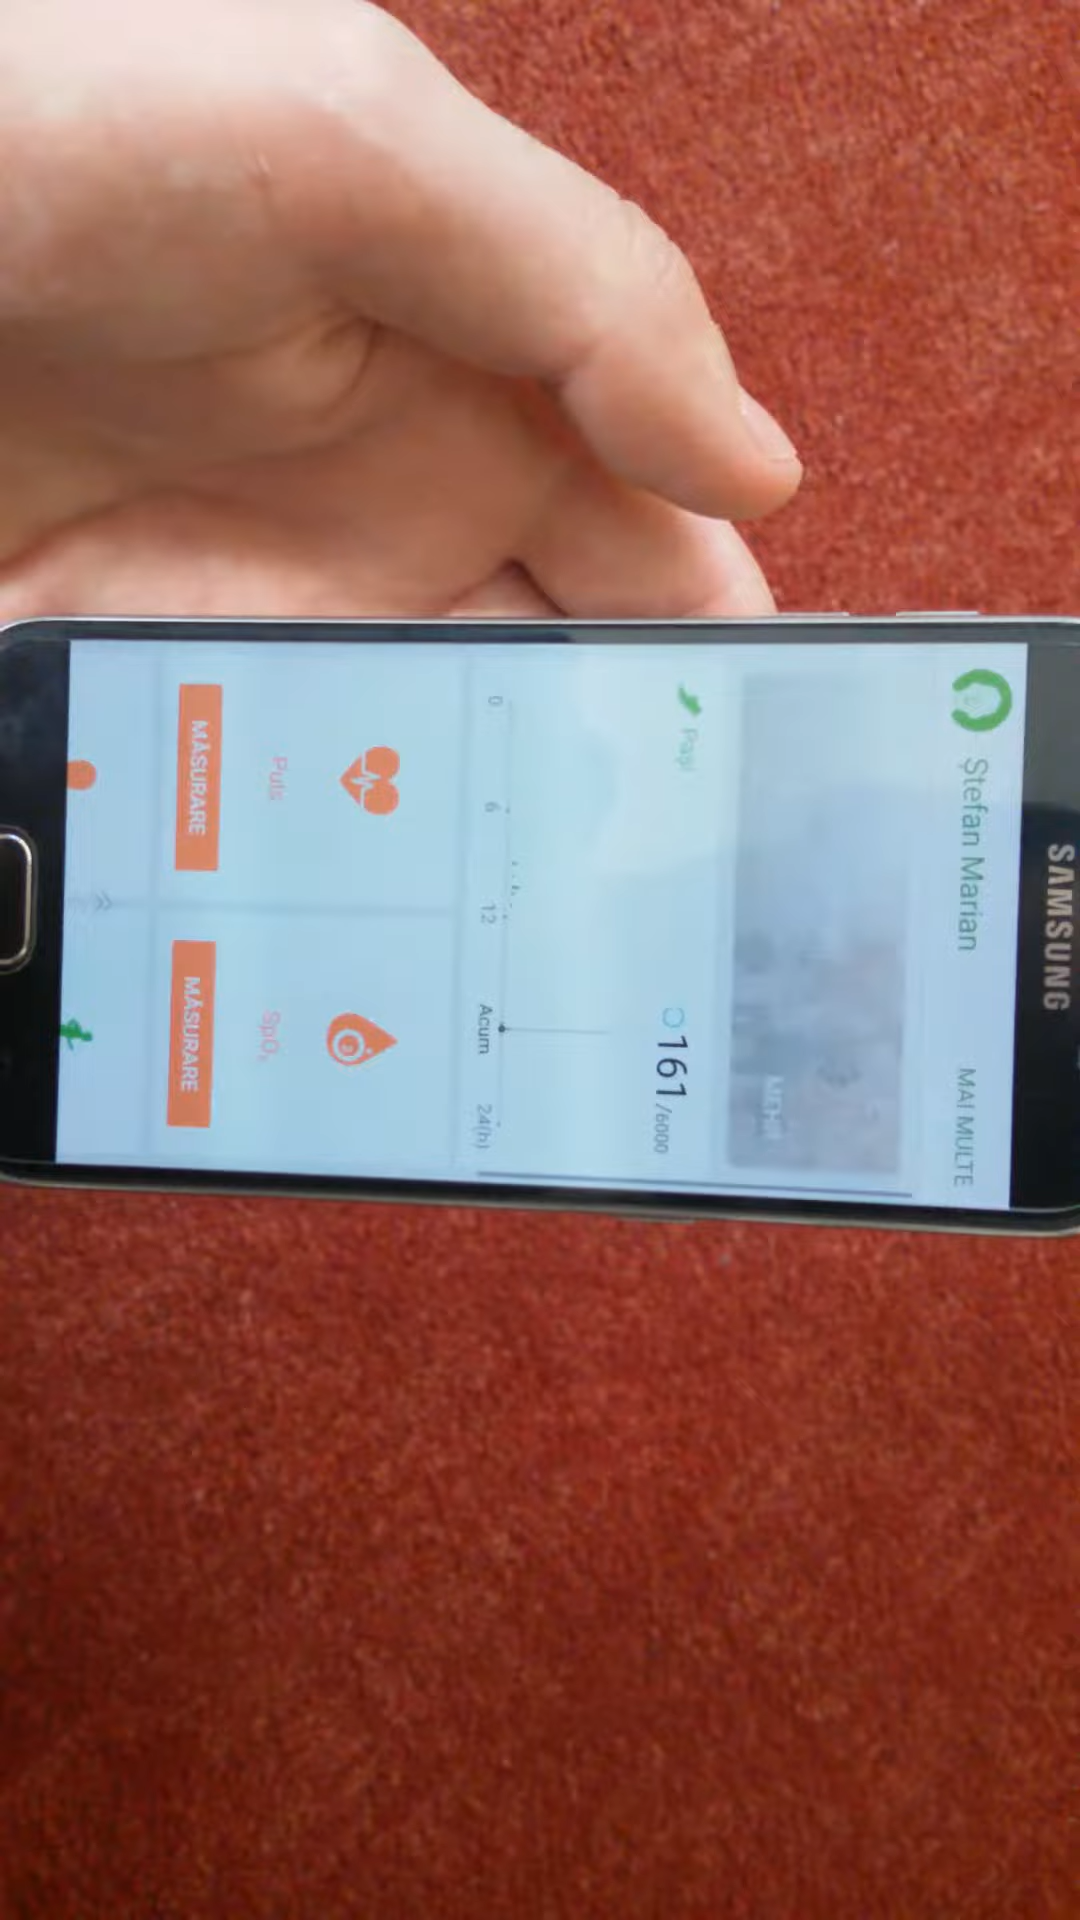 SAMSUNG
Ștefan Marian
MAI MULTE
Pași
161/6000
0 6 12 Acum 24(h)
Puls
SpO₂
MĂSURARE
MĂSURARE